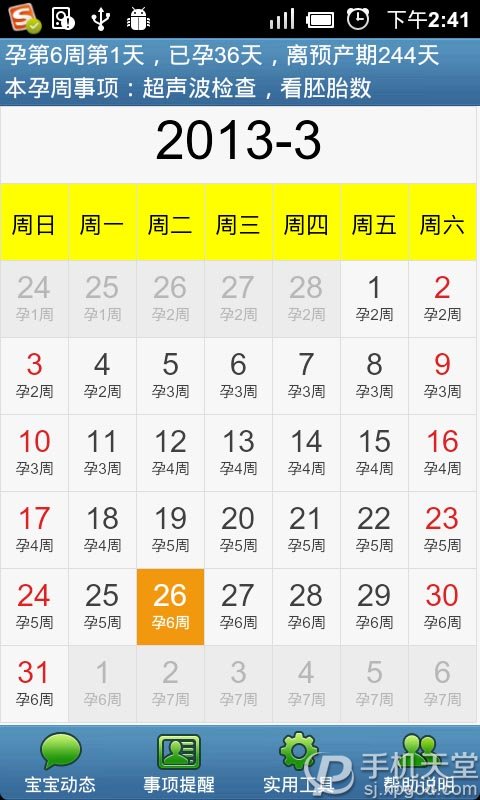 下午2:41
孕第6周第1天，已孕36天，离预产期244天
本孕周事项：超声波检查，看胚胎数
2013-3
周日 周一 周二 周三 周四 周五 周六
24 25 26 27 28 1 2
孕1周 孕1周 孕2周 孕2周 孕2周 孕2周 孕2周
3 4 5 6 7 8 9
孕2周 孕2周 孕3周 孕3周 孕3周 孕3周 孕3周
10 11 12 13 14 15 16
孕3周 孕3周 孕4周 孕4周 孕4周 孕4周 孕4周
17 18 19 20 21 22 23
孕4周 孕4周 孕5周 孕5周 孕5周 孕5周 孕5周
24 25 26 27 28 29 30
孕5周 孕5周 孕6周 孕6周 孕6周 孕6周 孕6周
31 1 2 3 4 5 6
孕6周 孕6周 孕7周 孕7周 孕7周 孕7周 孕7周
宝宝动态 事项提醒 实用工具 帮助说明
手机天堂
sj.xpgod.com